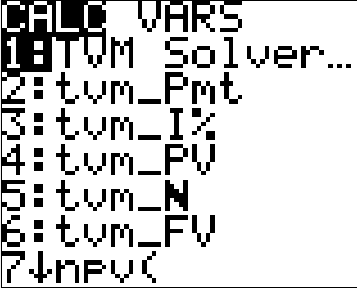 CALC VARS
1:TVM Solver…
2:tvm_Pmt
3:tvm_I%
4:tvm_PV
5:tvm_N
6:tvm_FV
7↓npv(